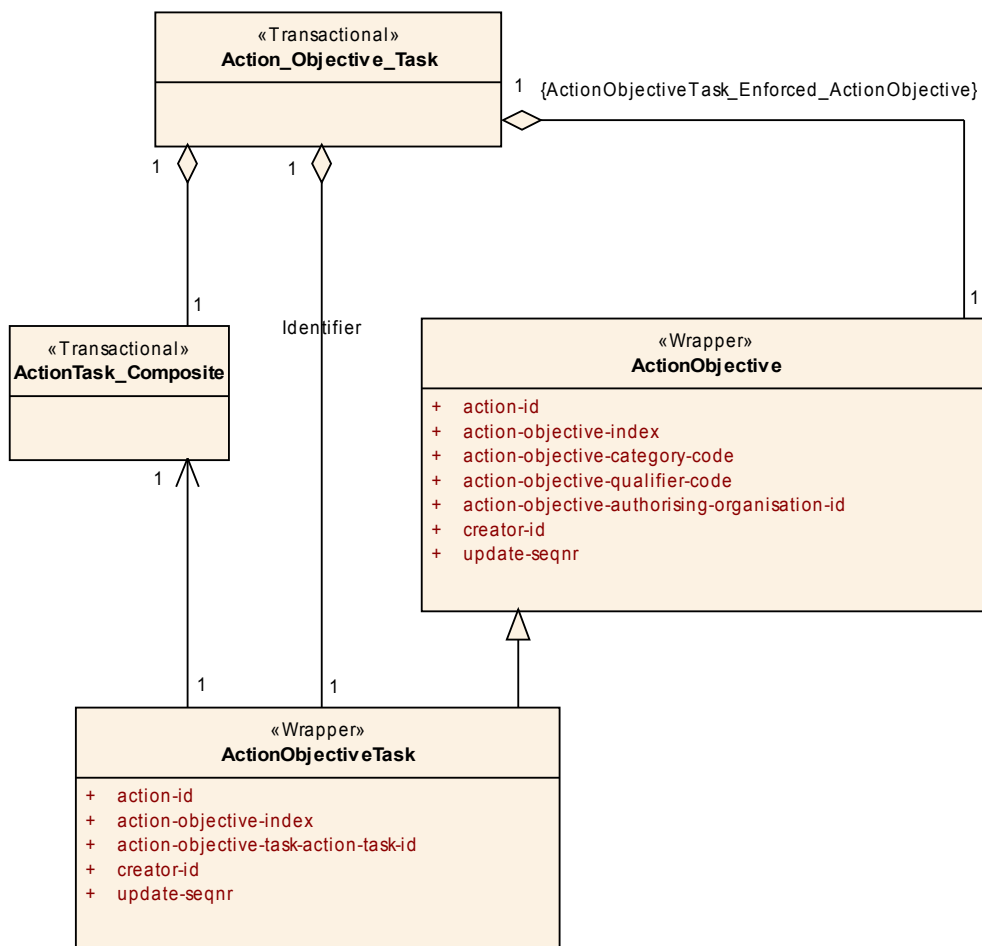 «Transactional»
Action_Objective_Task
1 {ActionObjectiveTask_Enforced_ActionObjective}
1
1
1
1
Identifier
«Transactional»
ActionTask_Composite
«Wrapper»
ActionObjective
+ action-id
+ action-objective-index
+ action-objective-category-code
+ action-objective-qualifier-code
+ action-objective-authorising-organisation-id
+ creator-id
+ update-seqnr
1
1
1
«Wrapper»
ActionObjectiveTask
+ action-id
+ action-objective-index
+ action-objective-task-action-task-id
+ creator-id
+ update-seqnr